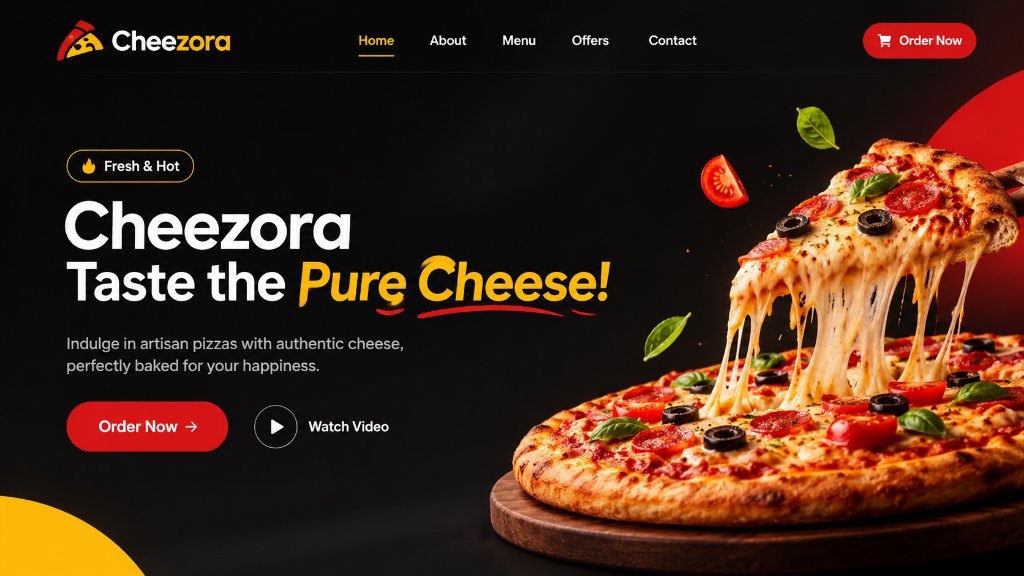 Cheezora
Home
About
Menu
Offers
Contact
Order Now
Fresh & Hot
Cheezora
Taste the Pure Cheese!
Indulge in artisan pizzas with authentic cheese,
perfectly baked for your happiness.
Order Now →
Watch Video